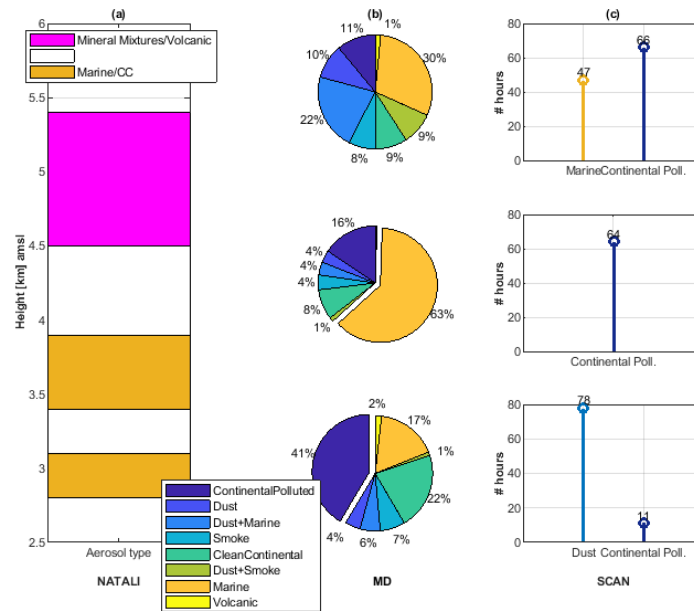 (a)
6
5.5
5
4.5
4
3.5
3
2.5
Height [km] amsl
Mineral Mixtures/Volcanic
Marine/CC
Aerosol type
NATALI
(b)
11%
1%
10%
30%
22%
8%
9%
9%
16%
4%
4%
4%
8%
1%
63%
2%
17%
41%
1%
22%
4%
6%
7%
ContinentalPolluted
Dust
Dust+Marine
Smoke
CleanContinental
Dust+Smoke
Marine
Volcanic
MD
(c)
80
60
40
20
0
# hours
47
66
Marine Continental Poll.
80
60
40
20
0
# hours
64
Continental Poll.
80
60
40
20
0
# hours
78
11
Dust Continental Poll.
SCAN